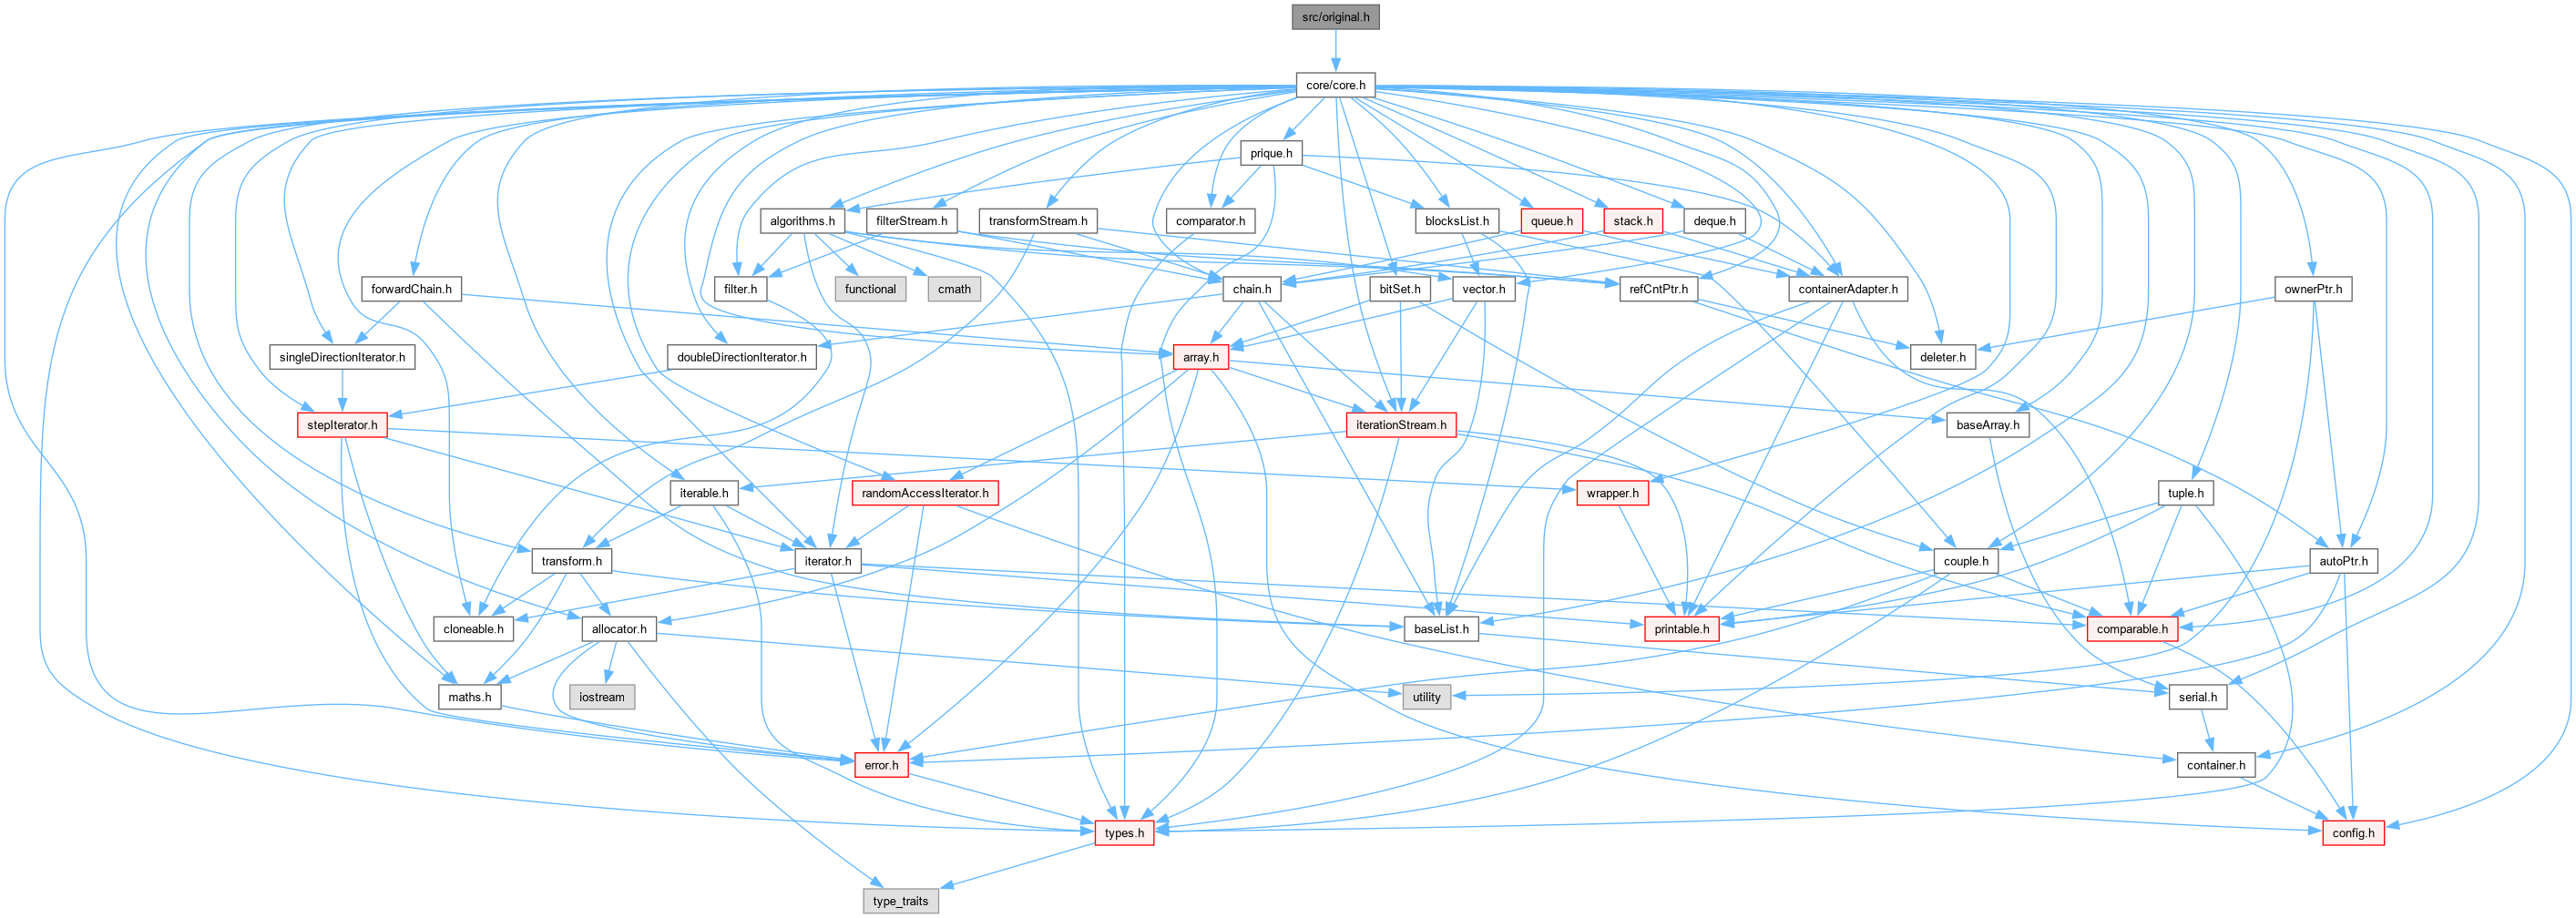 src/original.h
core/core.h
prique.h
algorithms.h
filterStream.h
transformStream.h
comparator.h
blocksList.h
queue.h
stack.h
deque.h
forwardChain.h
filter.h
functional
cmath
chain.h
bitSet.h
vector.h
refCntPtr.h
containerAdapter.h
ownerPtr.h
singleDirectionIterator.h
doubleDirectionIterator.h
array.h
deleter.h
stepIterator.h
iterationStream.h
baseArray.h
iterable.h
randomAccessIterator.h
wrapper.h
tuple.h
transform.h
iterator.h
couple.h
autoPtr.h
cloneable.h
allocator.h
baseList.h
printable.h
comparable.h
maths.h
iostream
utility
serial.h
error.h
container.h
types.h
config.h
type_traits